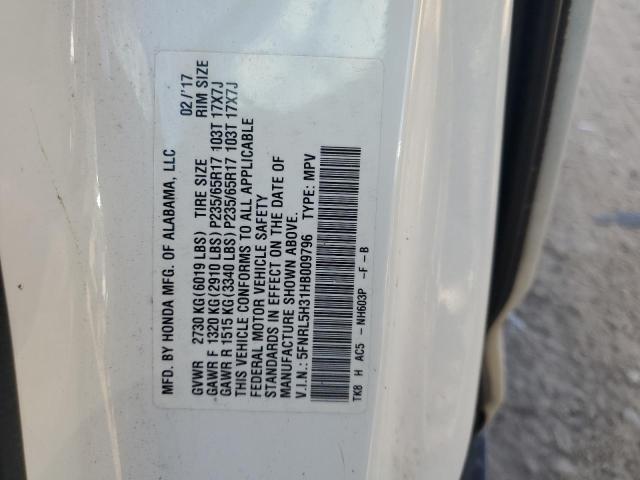 MFD. BY HONDA MFG. OF ALABAMA, LLC 02/'17
GVWR 2730 KG (6019 LBS) TIRE SIZE RIM SIZE
GAWR F 1320 KG (2910 LBS) P235/65R17 103T 17X7J
GAWR R 1515 KG (3340 LBS) P235/65R17 103T 17X7J
THIS VEHICLE CONFORMS TO ALL APPLICABLE
FEDERAL MOTOR VEHICLE SAFETY
STANDARDS IN EFFECT ON THE DATE OF
MANUFACTURE SHOWN ABOVE.
V.I.N.: 5FNRL5H31HB009796 TYPE: MPV
TK8 H AC5 - NH603P -F -B